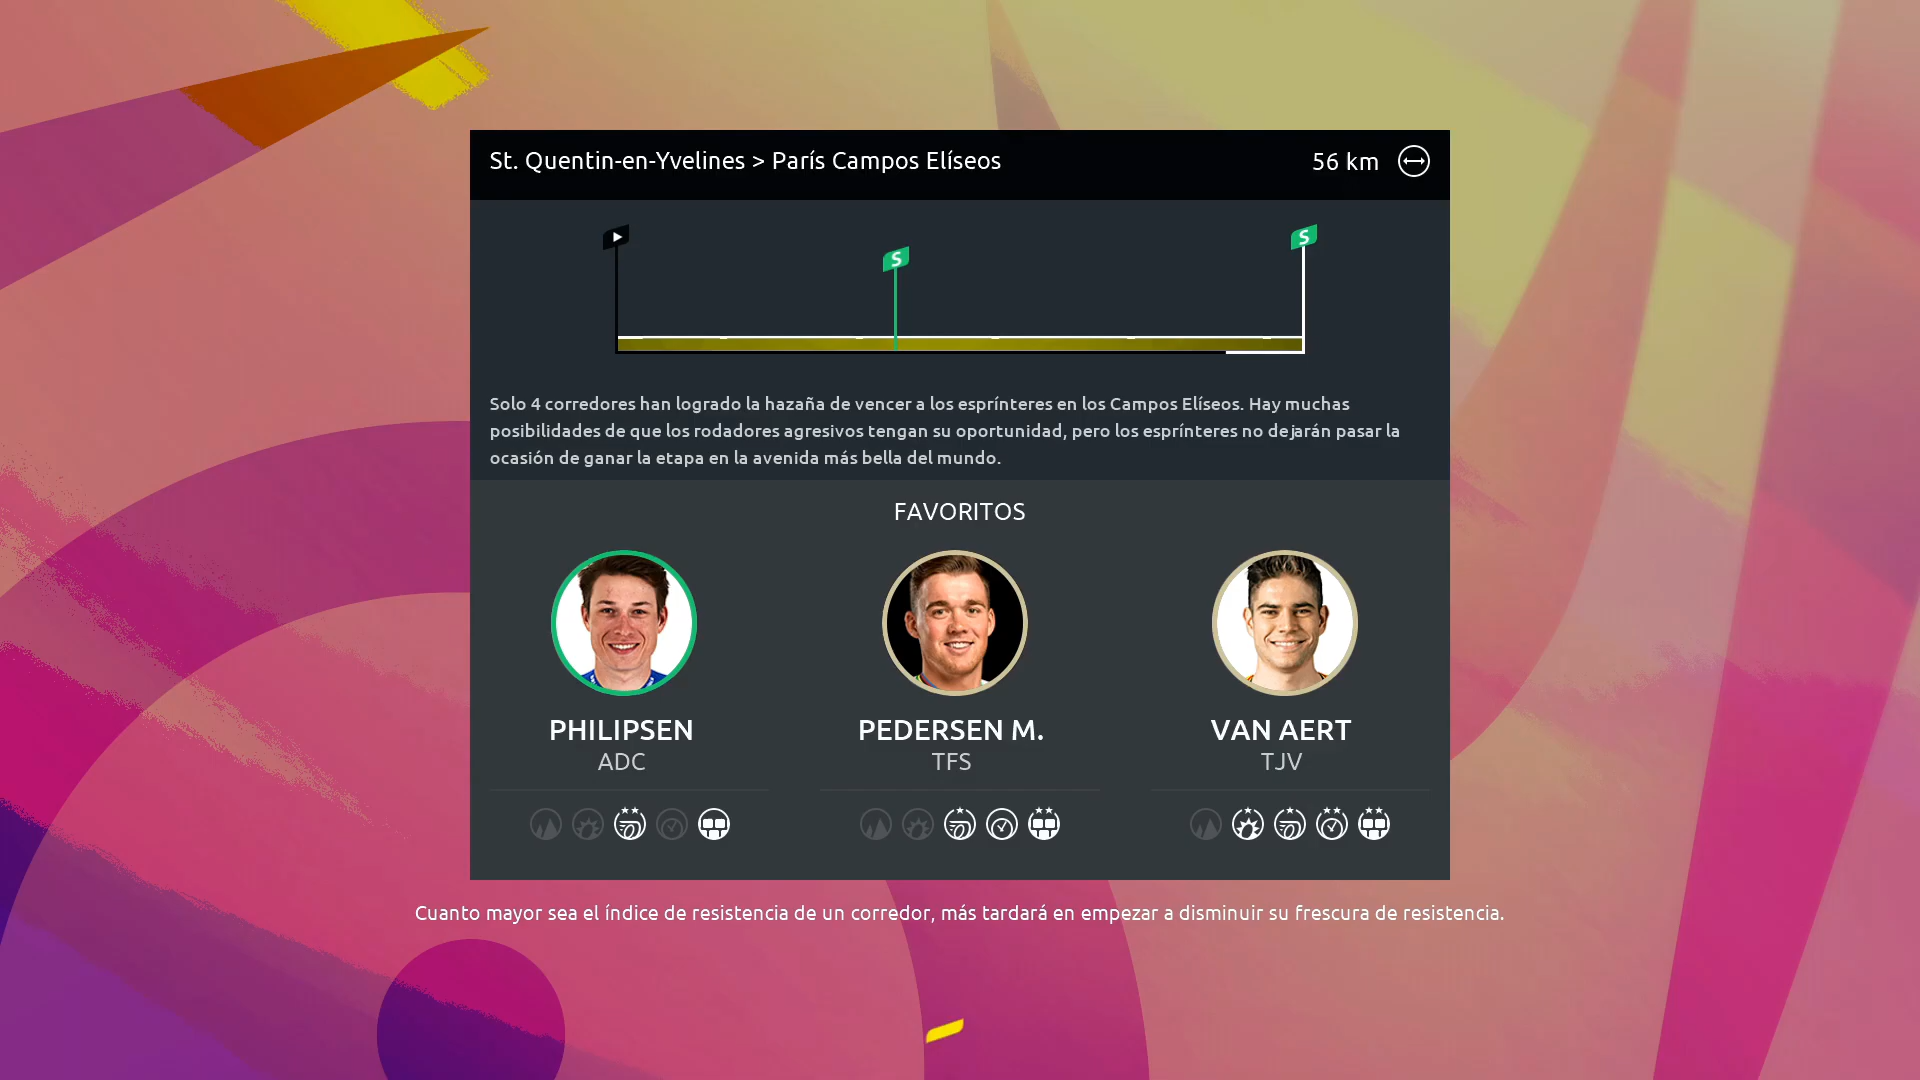 St. Quentin-en-Yvelines > París Campos Elíseos
56 km
S
S
Solo 4 corredores han logrado la hazaña de vencer a los esprínteres en los Campos Elíseos. Hay muchas
posibilidades de que los rodadores agresivos tengan su oportunidad, pero los esprínteres no dejarán pasar la
ocasión de ganar la etapa en la avenida más bella del mundo.
FAVORITOS
PHILIPSEN
ADC
PEDERSEN M.
TFS
VAN AERT
TJV
Cuanto mayor sea el índice de resistencia de un corredor, más tardará en empezar a disminuir su frescura de resistencia.